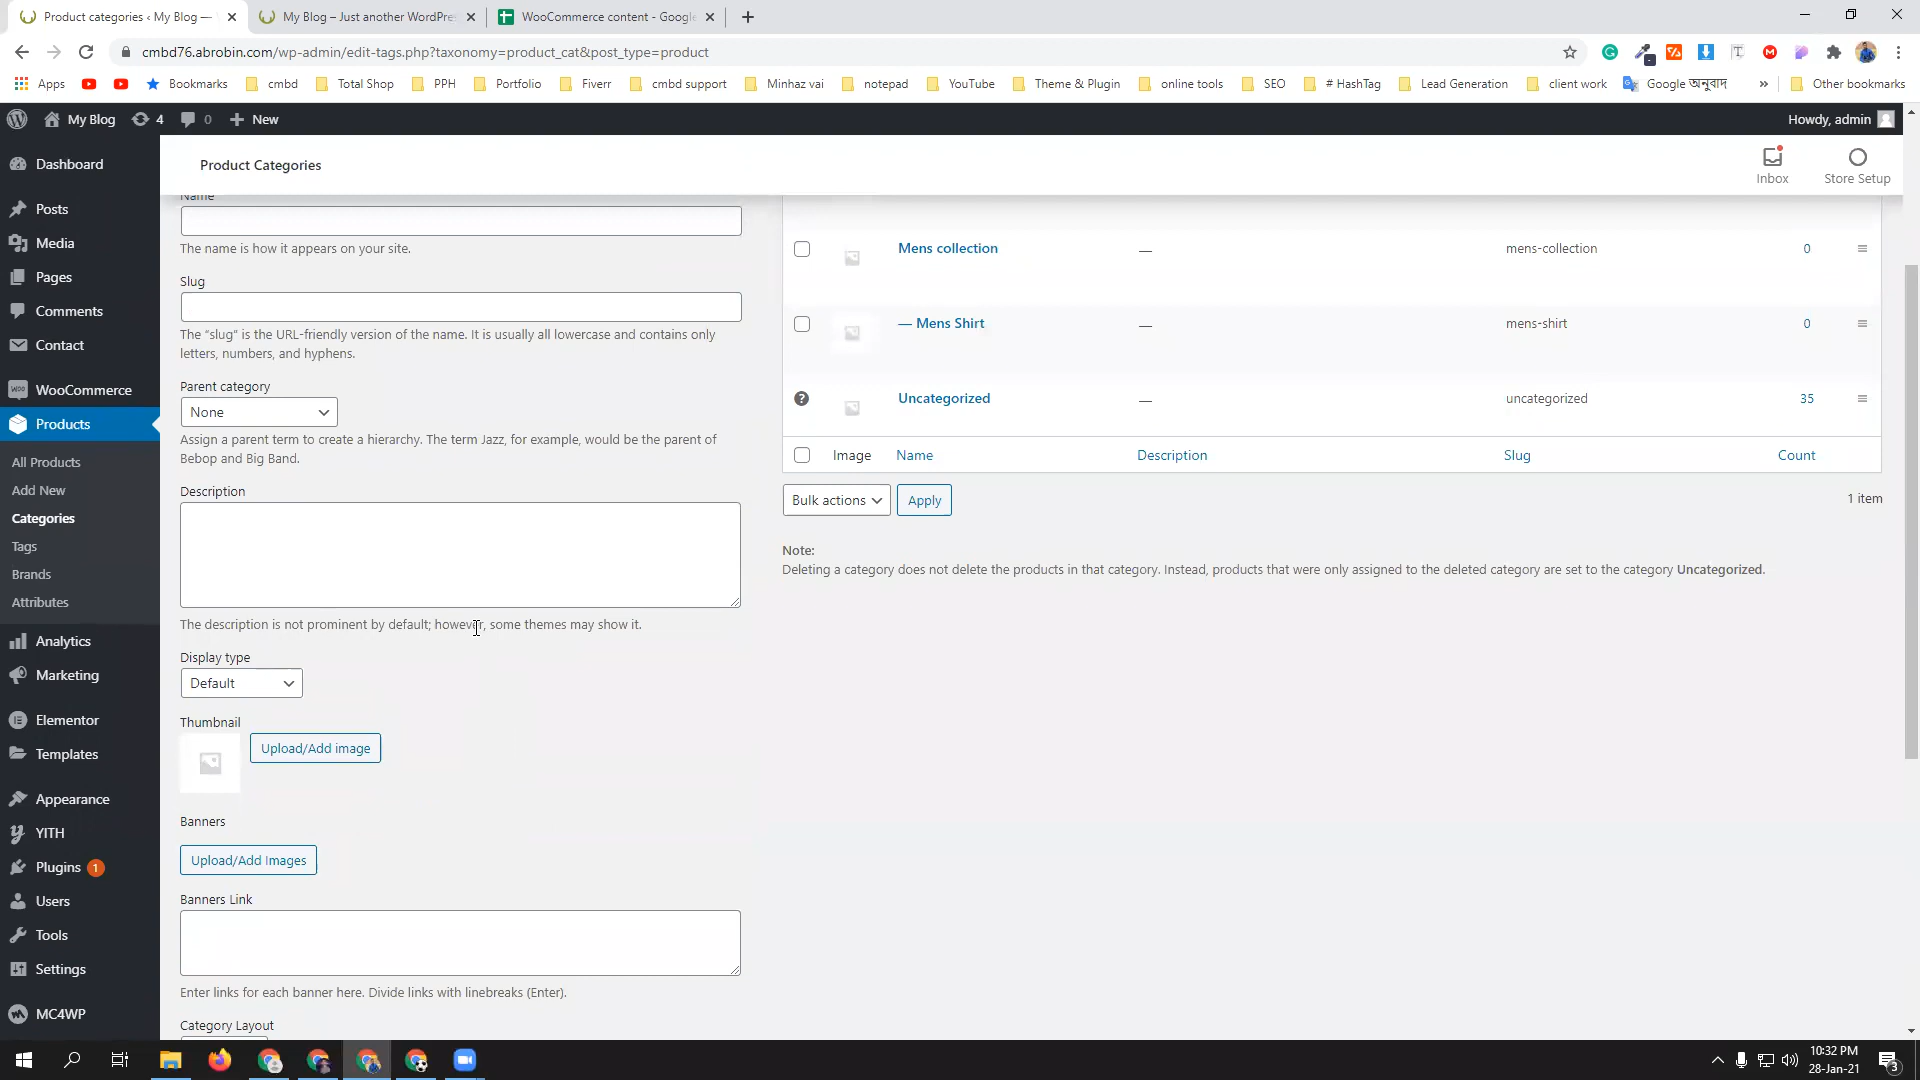 Product categories ‹ My Blog —
My Blog – Just another WordPres
WooCommerce content - Google
cmbd76.abrobin.com/wp-admin/edit-tags.php?taxonomy=product_cat&post_type=product
Apps
Bookmarks
cmbd
Total Shop
PPH
Portfolio
Fiverr
cmbd support
Minhaz vai
notepad
YouTube
Theme & Plugin
online tools
SEO
# HashTag
Lead Generation
client work
Google অনুবাদ
»
Other bookmarks
My Blog
4
0
New
Howdy, admin
Dashboard
Posts
Media
Pages
Comments
Contact
WooCommerce
Products
All Products
Add New
Categories
Tags
Brands
Attributes
Analytics
Marketing
Elementor
Templates
Appearance
YITH
Plugins 1
Users
Tools
Settings
MC4WP
Product Categories
Inbox
Store Setup
Name
The name is how it appears on your site.
Slug
The “slug” is the URL-friendly version of the name. It is usually all lowercase and contains only
letters, numbers, and hyphens.
Parent category
None
Assign a parent term to create a hierarchy. The term Jazz, for example, would be the parent of
Bebop and Big Band.
Description
The description is not prominent by default; however, some themes may show it.
Display type
Default
Thumbnail
Upload/Add image
Banners
Upload/Add Images
Banners Link
Enter links for each banner here. Divide links with linebreaks (Enter).
Category Layout
Mens collection — mens-collection 0
— Mens Shirt — mens-shirt 0
Uncategorized — uncategorized 35
Image Name Description Slug Count
Bulk actions Apply
1 item
Note:
Deleting a category does not delete the products in that category. Instead, products that were only assigned to the deleted category are set to the category Uncategorized.
10:32 PM
28-Jan-21
3